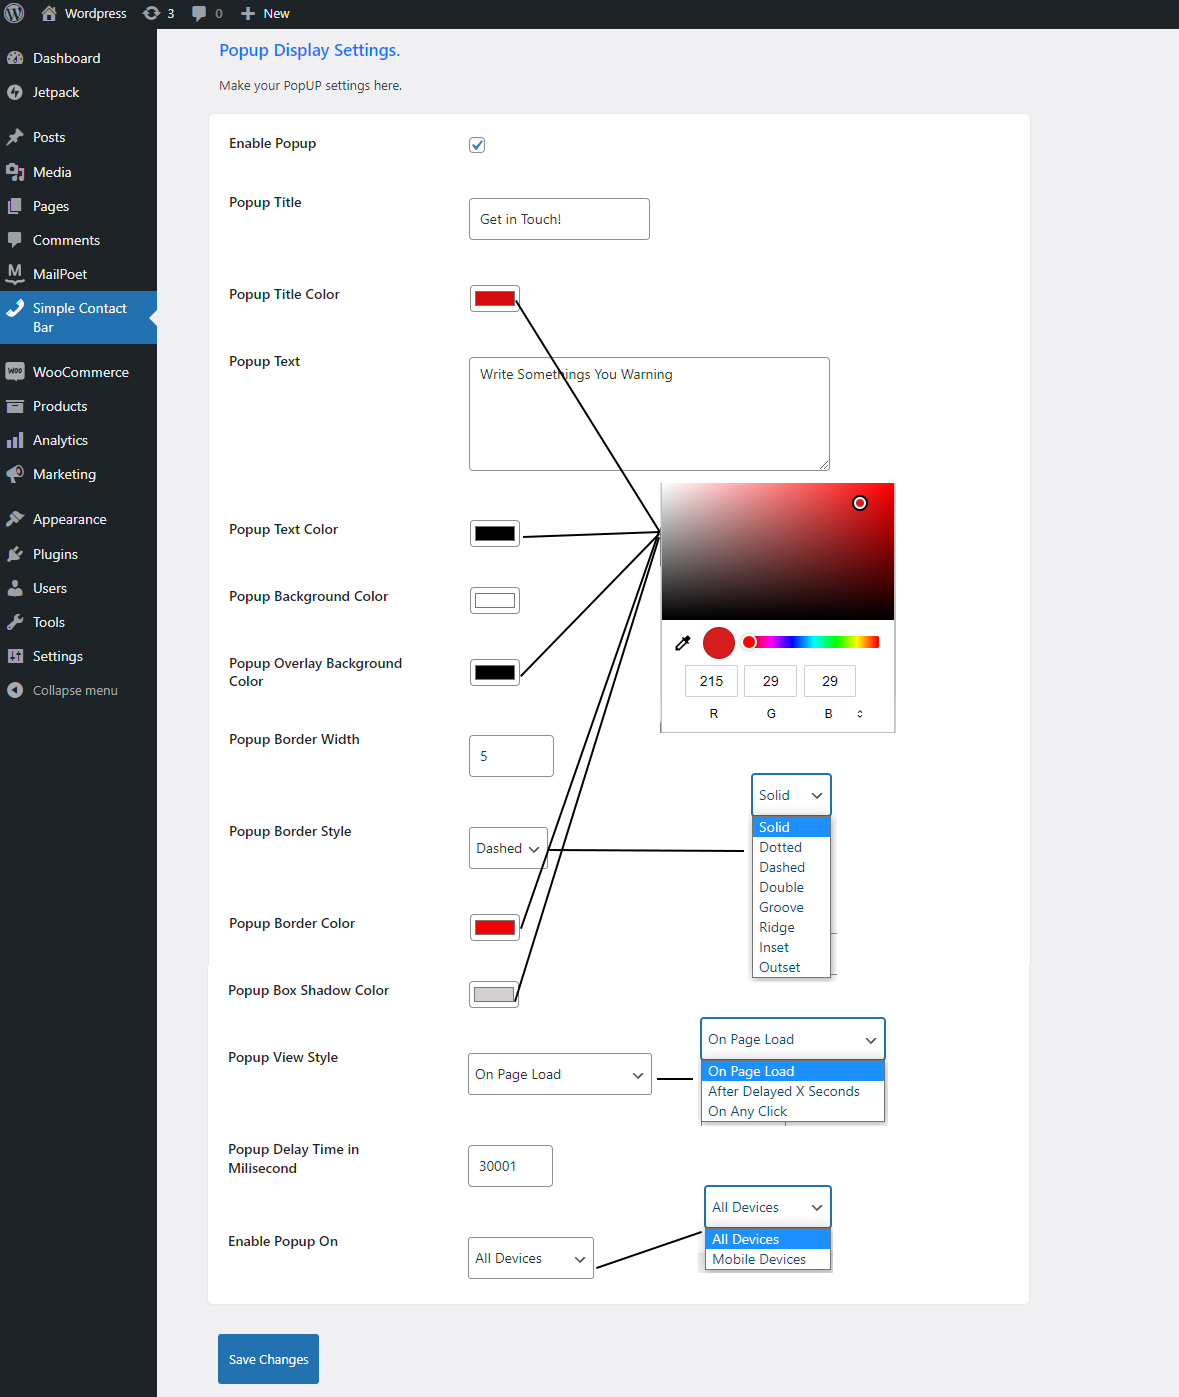 Wordpress 3 0 New
Dashboard
Jetpack
Posts
Media
Pages
Comments
MailPoet
Simple Contact
Bar
WooCommerce
Products
Analytics
Marketing
Appearance
Plugins
Users
Tools
Settings
Collapse menu
Popup Display Settings.
Make your PopUP settings here.
Enable Popup
Popup Title
Get in Touch!
Popup Title Color
Popup Text
Write Somethings You Warning
Popup Text Color
Popup Background Color
Popup Overlay Background
Color
215 29 29
R G B
Popup Border Width
5
Popup Border Style
Dashed
Solid
Solid
Dotted
Dashed
Double
Groove
Ridge
Inset
Outset
Popup Border Color
Popup Box Shadow Color
Popup View Style
On Page Load
On Page Load
On Page Load
After Delayed X Seconds
On Any Click
Popup Delay Time in
Milisecond
30001
Enable Popup On
All Devices
All Devices
All Devices
Mobile Devices
Save Changes